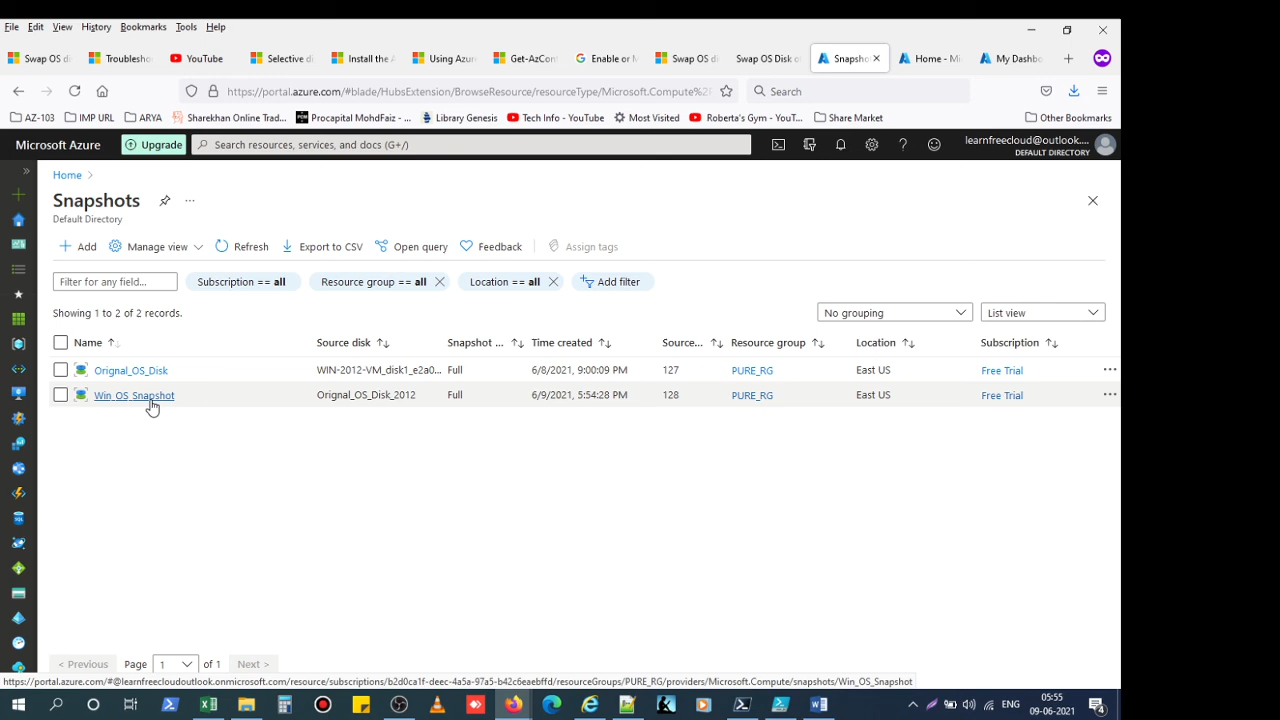 File Edit View History Bookmarks Tools Help
Swap OS di Troublesho YouTube Selective di Install the A Using Azur Get-AzCont Enable or M Swap OS di Swap OS Disk o Snapsho Home - Mi My Dashbo
https://portal.azure.com/#blade/HubsExtension/BrowseResource/resourceType/Microsoft.Compute%2F Search
AZ-103 IMP URL ARYA Sharekhan Online Trad... Procapital MohdFaiz - ... Library Genesis Tech Info - YouTube Most Visited Roberta's Gym - YouT... Share Market Other Bookmarks
Microsoft Azure Upgrade Search resources, services, and docs (G+/) learnfreecloud@outlook....
DEFAULT DIRECTORY
Home >
Snapshots ...
Default Directory
Add Manage view Refresh Export to CSV Open query Feedback Assign tags
Filter for any field... Subscription == all Resource group == all Location == all Add filter
Showing 1 to 2 of 2 records. No grouping List view
Name Source disk Snapshot ... Time created Source... Resource group Location Subscription
Orignal_OS_Disk WIN-2012-VM_disk1_e2a0... Full 6/8/2021, 9:00:09 PM 127 PURE_RG East US Free Trial ...
Win_OS_Snapshot Orignal_OS_Disk_2012 Full 6/9/2021, 5:54:28 PM 128 PURE_RG East US Free Trial ...
< Previous Page 1 of 1 Next >
https://portal.azure.com/#@learnfreecloudoutlook.onmicrosoft.com/resource/subscriptions/b2d0ca1f-deec-4a5a-97a5-b42c6eaebffd/resourceGroups/PURE_RG/providers/Microsoft.Compute/snapshots/Win_OS_Snapshot
ENG 05:55
09-06-2021 4